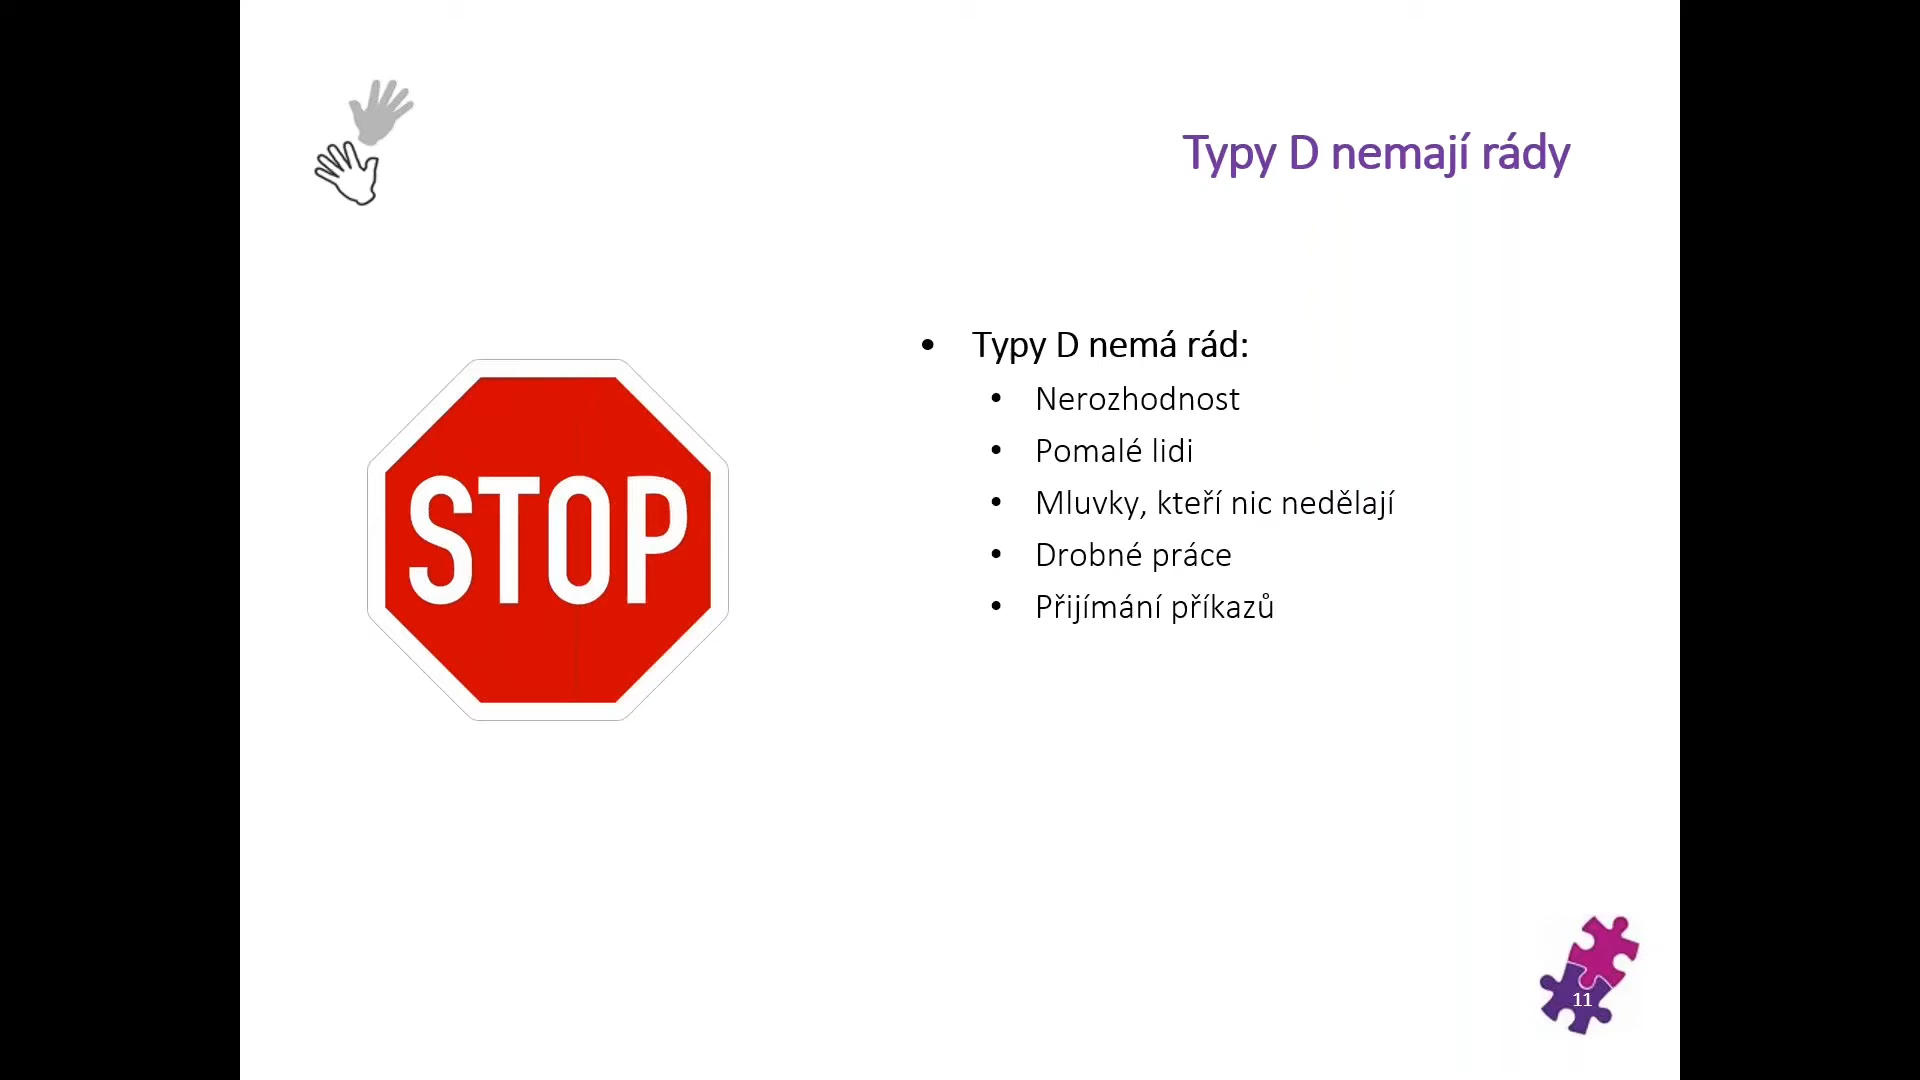 Typy D nemají rády
STOP
• Typy D nemá rád:
• Nerozhodnost
• Pomalé lidi
• Mluvky, kteří nic nedělají
• Drobné práce
• Přijímání příkazů
11